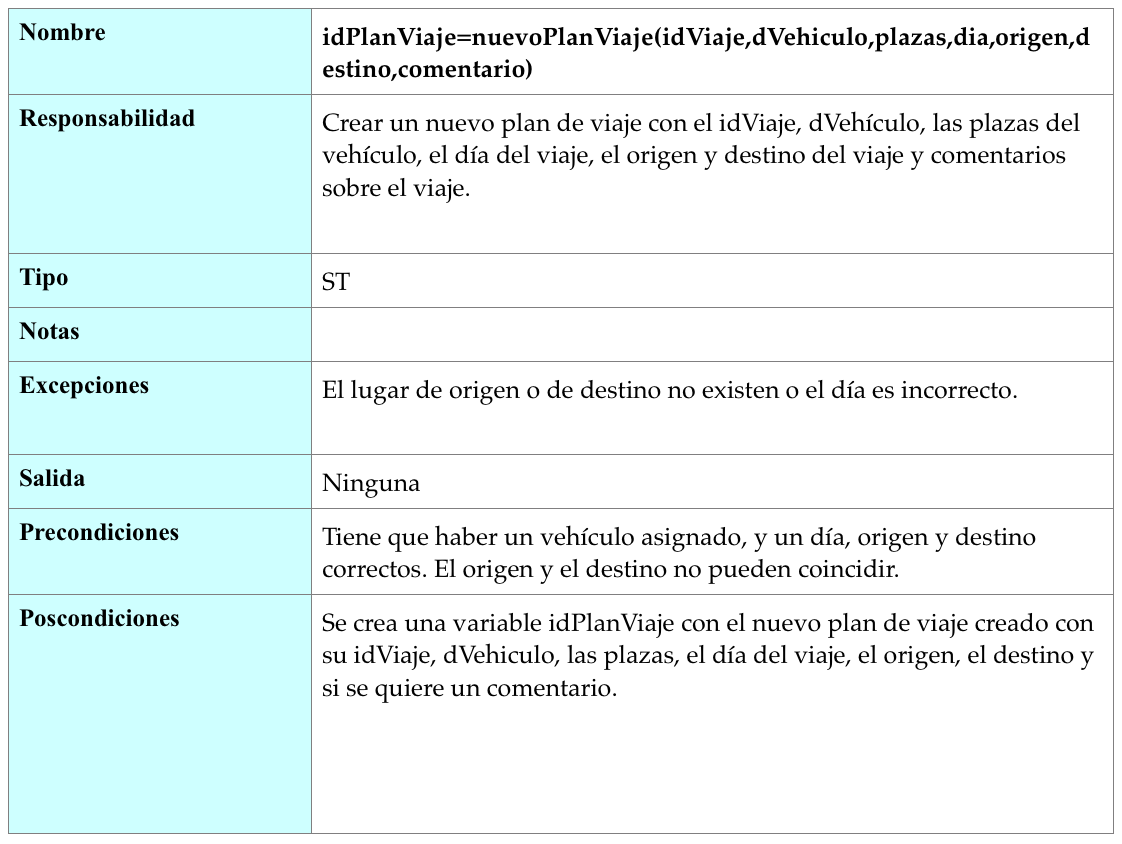 Nombre
idPlanViaje=nuevoPlanViaje(idViaje,dVehiculo,plazas,dia,origen,d
estino,comentario)
Responsabilidad
Crear un nuevo plan de viaje con el idViaje, dVehículo, las plazas del
vehículo, el día del viaje, el origen y destino del viaje y comentarios
sobre el viaje.
Tipo
ST
Notas
Excepciones
El lugar de origen o de destino no existen o el día es incorrecto.
Salida
Ninguna
Precondiciones
Tiene que haber un vehículo asignado, y un día, origen y destino
correctos. El origen y el destino no pueden coincidir.
Poscondiciones
Se crea una variable idPlanViaje con el nuevo plan de viaje creado con
su idViaje, dVehiculo, las plazas, el día del viaje, el origen, el destino y
si se quiere un comentario.